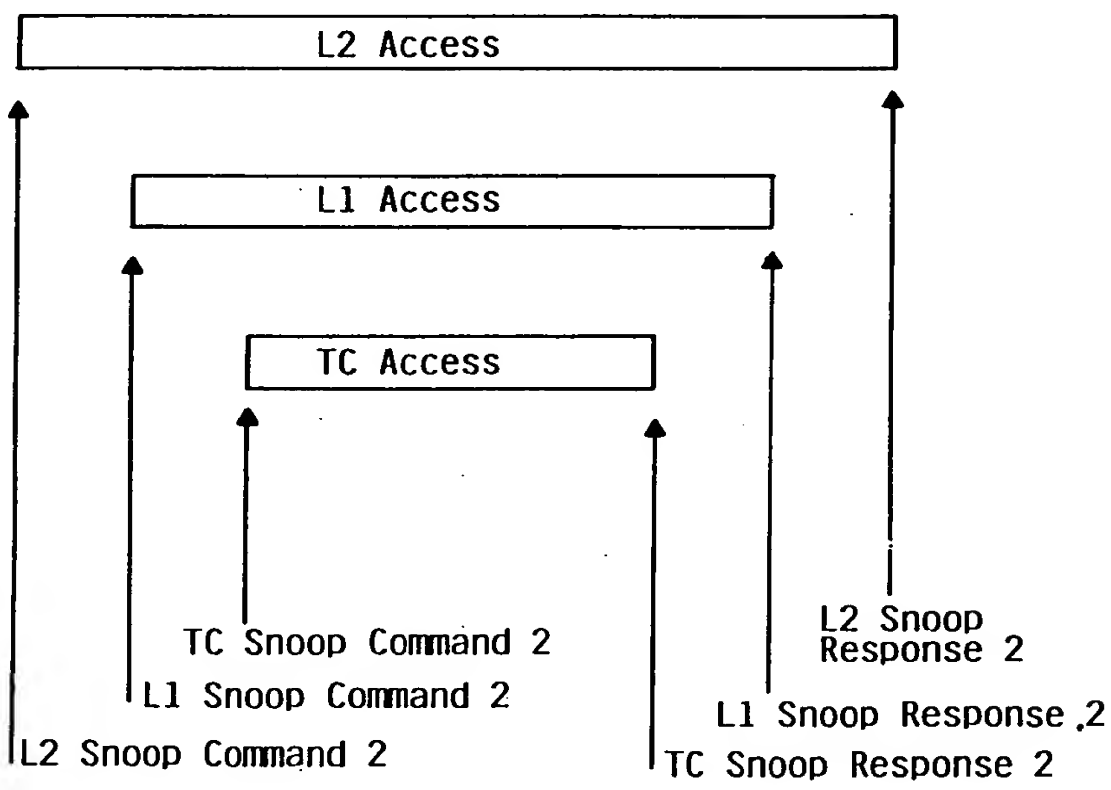 L2 Access
L1 Access
TC Access
L2 Snoop
Response 2
TC Snoop Command 2
L1 Snoop Command 2
L1 Snoop Response 2
L2 Snoop Command 2
TC Snoop Response 2